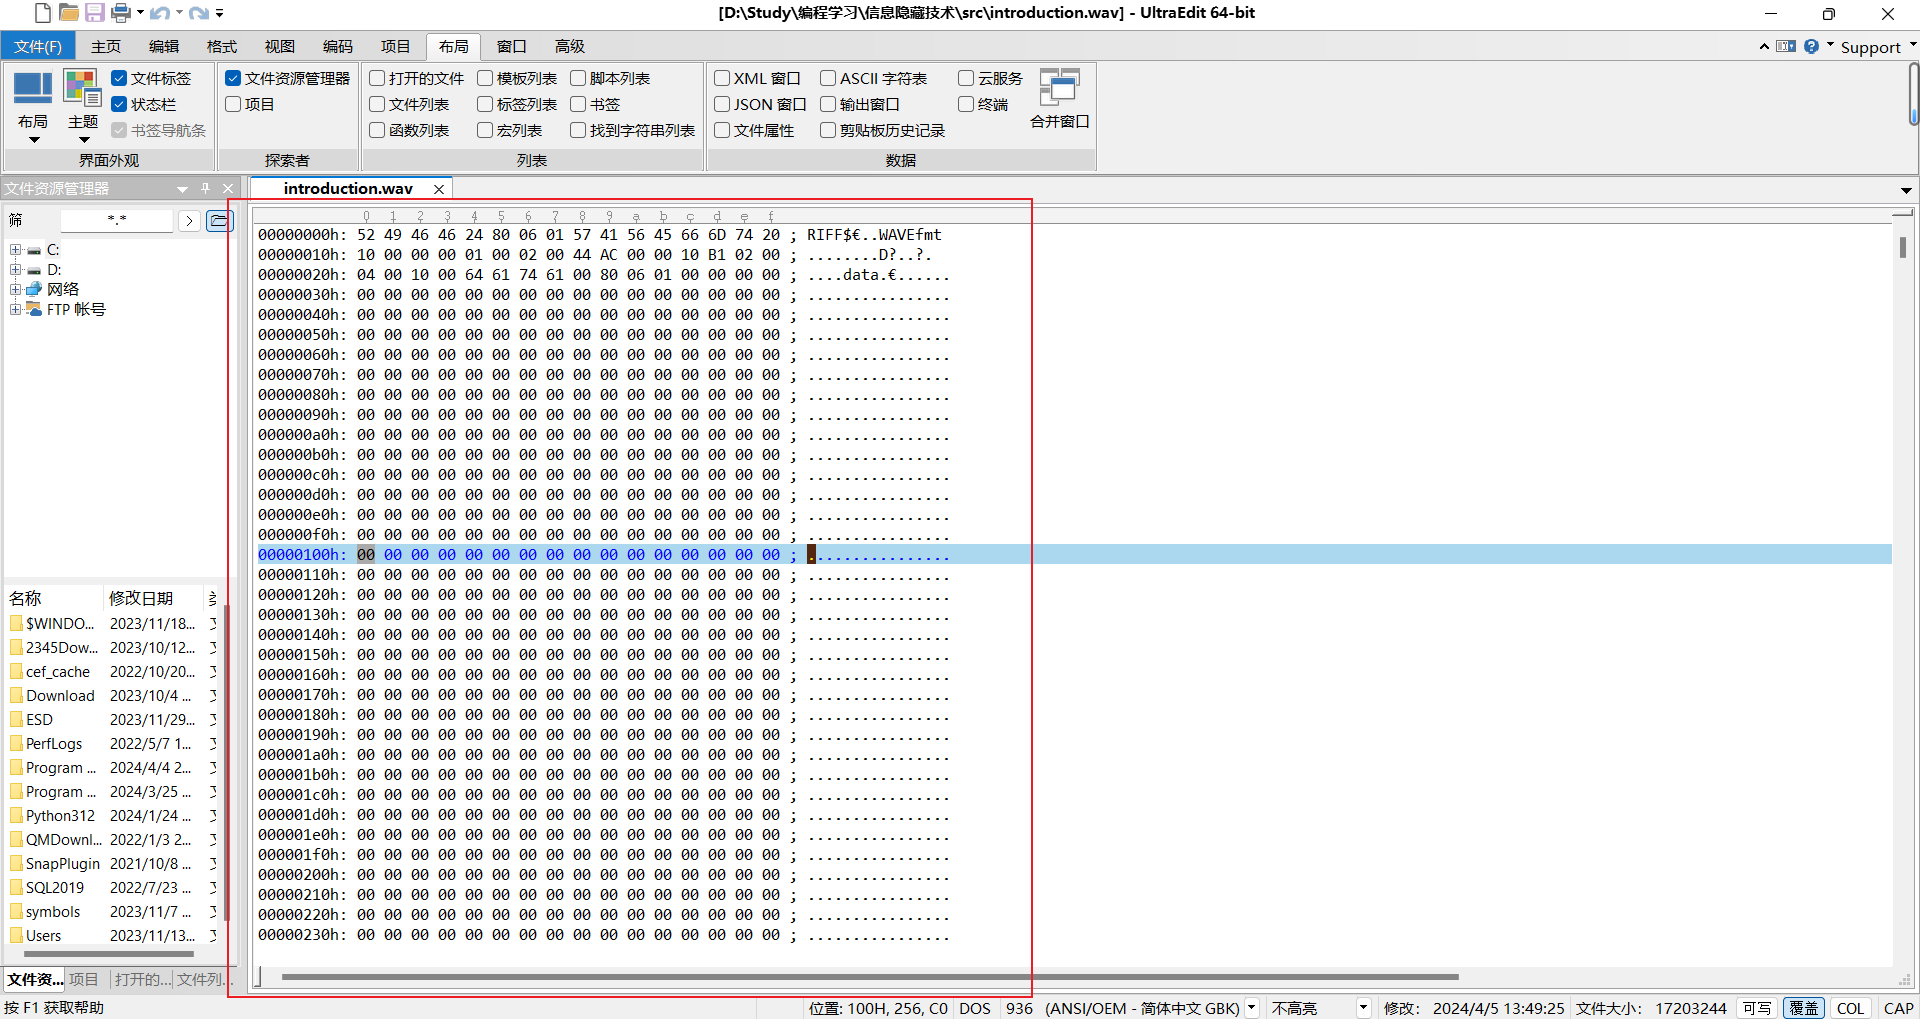 [D:\Study\编程学习\信息隐藏技术\src\introduction.wav] - UltraEdit 64-bit
文件(F) 主页 编辑 格式 视图 编码 项目 布局 窗口 高级 Support
文件标签 文件资源管理器 打开的文件 模板列表 脚本列表 XML 窗口 ASCII 字符表 云服务
状态栏 项目 文件列表 标签列表 书签 JSON 窗口 输出窗口 终端
布局 主题 书签导航条 函数列表 宏列表 找到字符串列表 文件属性 剪贴板历史记录 合并窗口
界面外观 探索者 列表 数据
文件资源管理器 introduction.wav
筛 *.*
C:
D:
网络
FTP 帐号
名称 修改日期
$WINDO... 2023/11/18...
2345Dow... 2023/10/12...
cef_cache 2022/10/20...
Download 2023/10/4 ...
ESD 2023/11/29...
PerfLogs 2022/5/7 1...
Program ... 2024/4/4 2...
Program ... 2024/3/25 ...
Python312 2024/1/24 ...
QMDownl... 2022/1/3 2...
SnapPlugin 2021/10/8 ...
SQL2019 2022/7/23 ...
symbols 2023/11/7 ...
Users 2023/11/13...
文件资... 项目 打开的... 文件列...
0 1 2 3 4 5 6 7 8 9 a b c d e f
00000000h: 52 49 46 46 24 80 06 01 57 41 56 45 66 6D 74 20 ; RIFF$€..WAVEfmt
00000010h: 10 00 00 00 01 00 02 00 44 AC 00 00 10 B1 02 00 ; ........D?..?.
00000020h: 04 00 10 00 64 61 74 61 00 80 06 01 00 00 00 00 ; ....data.€......
00000030h: 00 00 00 00 00 00 00 00 00 00 00 00 00 00 00 00 ; ................
00000040h: 00 00 00 00 00 00 00 00 00 00 00 00 00 00 00 00 ; ................
00000050h: 00 00 00 00 00 00 00 00 00 00 00 00 00 00 00 00 ; ................
00000060h: 00 00 00 00 00 00 00 00 00 00 00 00 00 00 00 00 ; ................
00000070h: 00 00 00 00 00 00 00 00 00 00 00 00 00 00 00 00 ; ................
00000080h: 00 00 00 00 00 00 00 00 00 00 00 00 00 00 00 00 ; ................
00000090h: 00 00 00 00 00 00 00 00 00 00 00 00 00 00 00 00 ; ................
000000a0h: 00 00 00 00 00 00 00 00 00 00 00 00 00 00 00 00 ; ................
000000b0h: 00 00 00 00 00 00 00 00 00 00 00 00 00 00 00 00 ; ................
000000c0h: 00 00 00 00 00 00 00 00 00 00 00 00 00 00 00 00 ; ................
000000d0h: 00 00 00 00 00 00 00 00 00 00 00 00 00 00 00 00 ; ................
000000e0h: 00 00 00 00 00 00 00 00 00 00 00 00 00 00 00 00 ; ................
000000f0h: 00 00 00 00 00 00 00 00 00 00 00 00 00 00 00 00 ; ................
00000100h: 00 00 00 00 00 00 00 00 00 00 00 00 00 00 00 00 ; ................
00000110h: 00 00 00 00 00 00 00 00 00 00 00 00 00 00 00 00 ; ................
00000120h: 00 00 00 00 00 00 00 00 00 00 00 00 00 00 00 00 ; ................
00000130h: 00 00 00 00 00 00 00 00 00 00 00 00 00 00 00 00 ; ................
00000140h: 00 00 00 00 00 00 00 00 00 00 00 00 00 00 00 00 ; ................
00000150h: 00 00 00 00 00 00 00 00 00 00 00 00 00 00 00 00 ; ................
00000160h: 00 00 00 00 00 00 00 00 00 00 00 00 00 00 00 00 ; ................
00000170h: 00 00 00 00 00 00 00 00 00 00 00 00 00 00 00 00 ; ................
00000180h: 00 00 00 00 00 00 00 00 00 00 00 00 00 00 00 00 ; ................
00000190h: 00 00 00 00 00 00 00 00 00 00 00 00 00 00 00 00 ; ................
000001a0h: 00 00 00 00 00 00 00 00 00 00 00 00 00 00 00 00 ; ................
000001b0h: 00 00 00 00 00 00 00 00 00 00 00 00 00 00 00 00 ; ................
000001c0h: 00 00 00 00 00 00 00 00 00 00 00 00 00 00 00 00 ; ................
000001d0h: 00 00 00 00 00 00 00 00 00 00 00 00 00 00 00 00 ; ................
000001e0h: 00 00 00 00 00 00 00 00 00 00 00 00 00 00 00 00 ; ................
000001f0h: 00 00 00 00 00 00 00 00 00 00 00 00 00 00 00 00 ; ................
00000200h: 00 00 00 00 00 00 00 00 00 00 00 00 00 00 00 00 ; ................
00000210h: 00 00 00 00 00 00 00 00 00 00 00 00 00 00 00 00 ; ................
00000220h: 00 00 00 00 00 00 00 00 00 00 00 00 00 00 00 00 ; ................
00000230h: 00 00 00 00 00 00 00 00 00 00 00 00 00 00 00 00 ; ................
按 F1 获取帮助 位置: 100H, 256, C0 DOS 936 (ANSI/OEM - 简体中文 GBK) 不高亮 修改: 2024/4/5 13:49:25 文件大小: 17203244 可写 覆盖 COL CAP